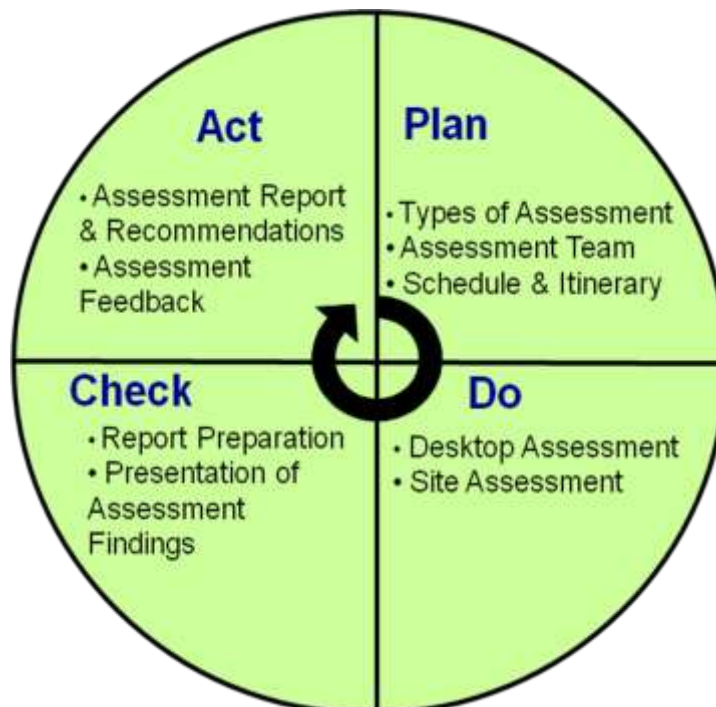 Act
• Assessment Report
& Recommendations
• Assessment
Feedback
Plan
• Types of Assessment
• Assessment Team
• Schedule & Itinerary
Check
• Report Preparation
• Presentation of
Assessment
Findings
Do
• Desktop Assessment
• Site Assessment